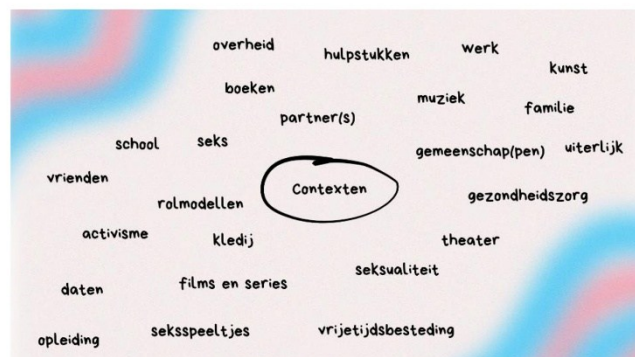 overheid
hulpstukken
werk
kunst
boeken
muziek
familie
partner(s)
school
seks
gemeenschap(pen)
uiterlijk
vrienden
Contexten
rolmodellen
gezondheidszorg
activisme
kledij
theater
daten
films en series
seksualiteit
opleiding
seksspeeltjes
vrijetijdsbesteding